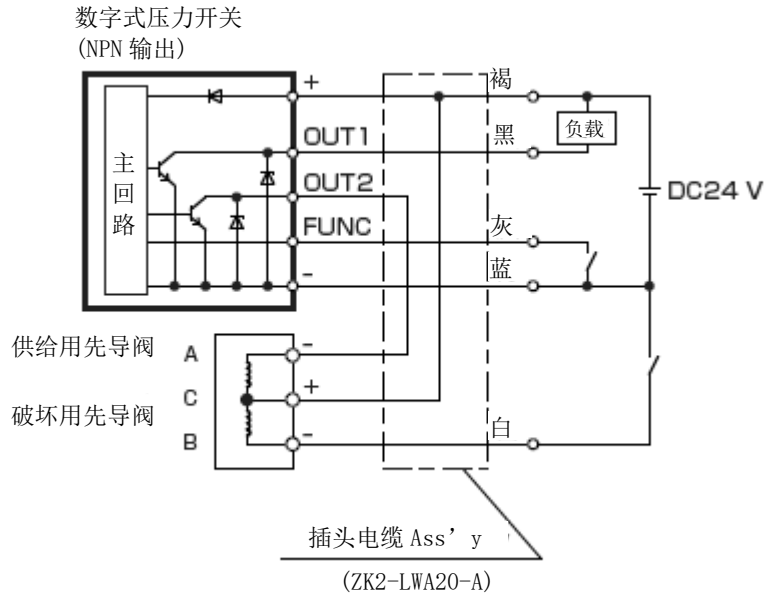 数字式压力开关
(NPN 输出)
+
褐
OUT1
黑
负载
主回路
OUT2
DC24 V
FUNC
灰
-
蓝
供给用先导阀
A
-
C
+
破坏用先导阀
B
-
白
插头电缆 Ass’y
(ZK2-LWA20-A)